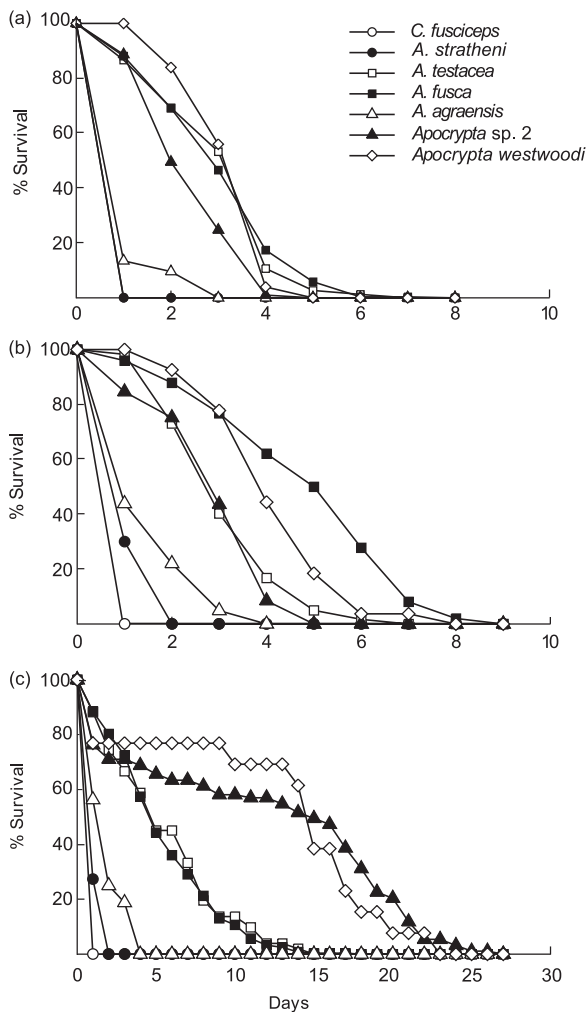 (a) 100
80
60
40
20
% Survival
0 2 4 6 8 10
C. fusciceps
A. stratheni
A. testacea
A. fusca
A. agraensis
Apocrypta sp. 2
Apocrypta westwoodi
(b) 100
80
60
40
20
% Survival
0 2 4 6 8 10
(c) 100
80
60
40
20
% Survival
0 5 10 15 20 25 30
Days